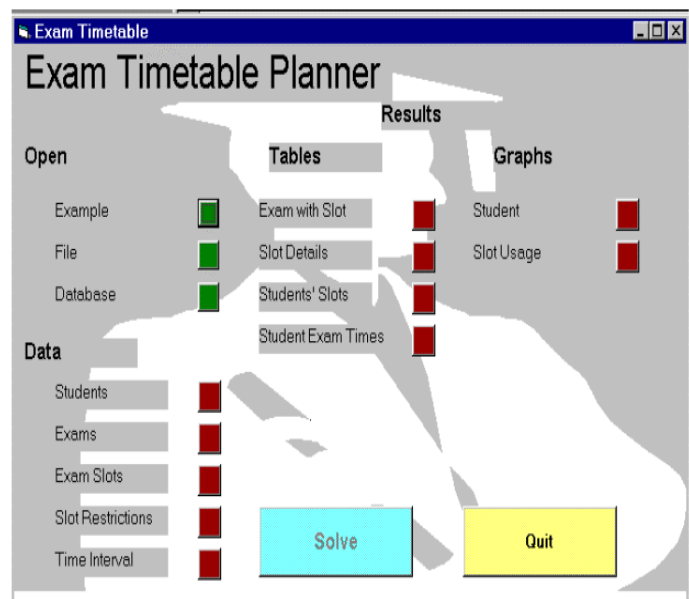 Exam Timetable
Exam Timetable Planner
Results
Open
Tables
Graphs
Example
Exam with Slot
Student
File
Slot Details
Slot Usage
Database
Students' Slots
Student Exam Times
Data
Students
Exams
Exam Slots
Slot Restrictions
Time Interval
Solve
Quit